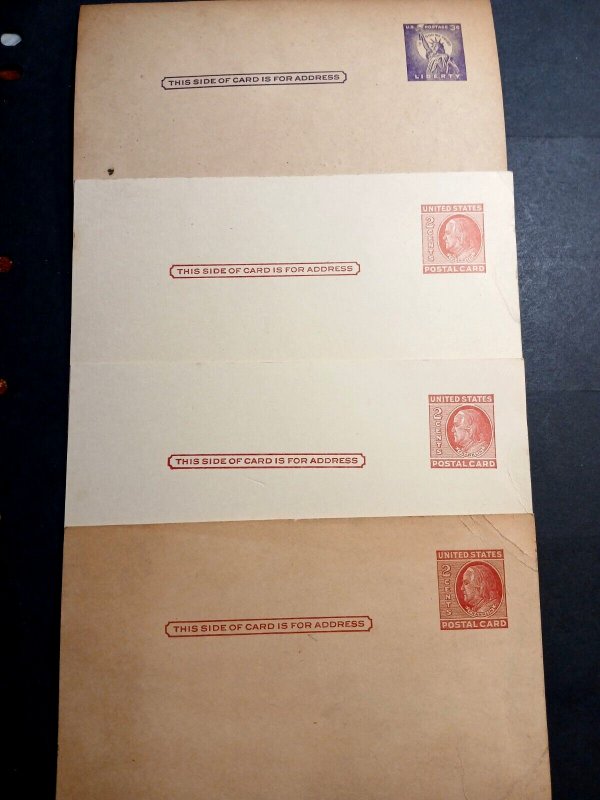 U.S. POSTAGE 3¢
LIBERTY
THIS SIDE OF CARD IS FOR ADDRESS
UNITED STATES
2 CENTS
POSTAL CARD
THIS SIDE OF CARD IS FOR ADDRESS
UNITED STATES
2 CENTS
POSTAL CARD
THIS SIDE OF CARD IS FOR ADDRESS
UNITED STATES
2 CENTS
POSTAL CARD
THIS SIDE OF CARD IS FOR ADDRESS